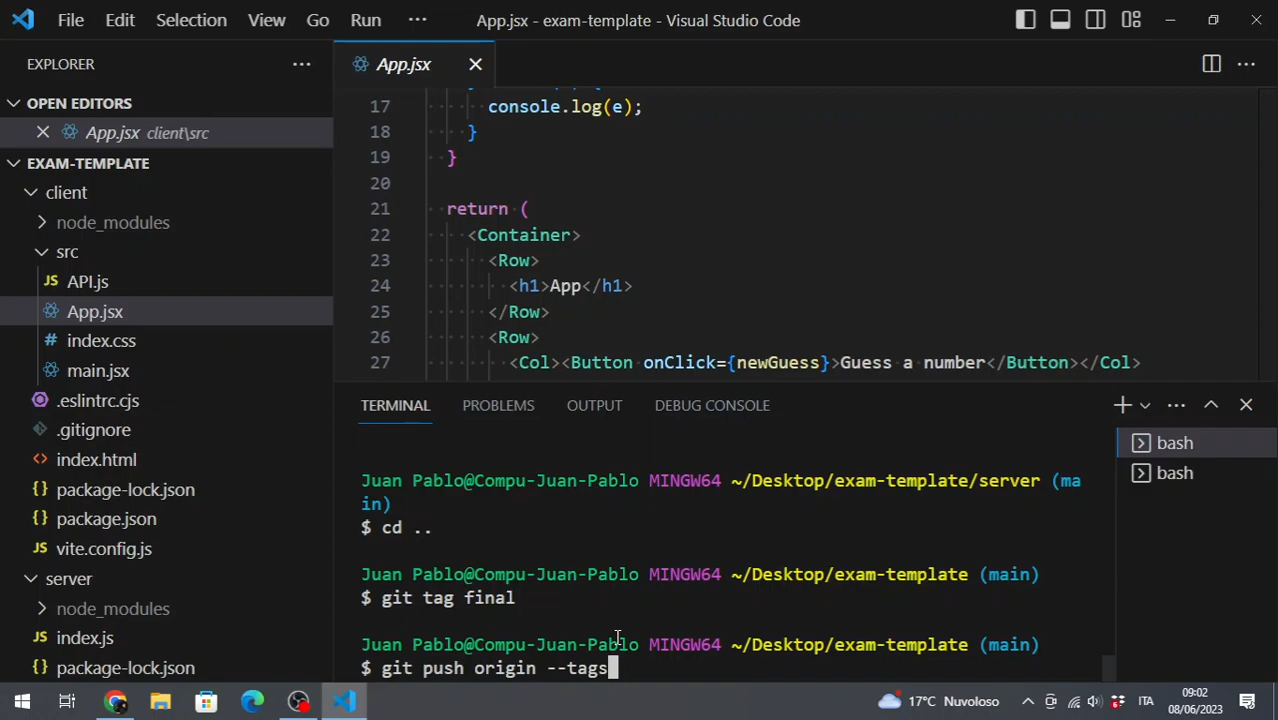 File Edit Selection View Go Run ··· App.jsx - exam-template - Visual Studio Code
EXPLORER
OPEN EDITORS
App.jsx client\src
EXAM-TEMPLATE
client
node_modules
src
JS API.js
App.jsx
# index.css
main.jsx
.eslintrc.cjs
.gitignore
<> index.html
{} package-lock.json
{} package.json
JS vite.config.js
server
node_modules
JS index.js
{} package-lock.json
App.jsx
17 console.log(e);
18 }
19 }
20
21 return (
22 <Container>
23 <Row>
24 <h1>App</h1>
25 </Row>
26 <Row>
27 <Col><Button onClick={newGuess}>Guess a number</Button></Col>
TERMINAL PROBLEMS OUTPUT DEBUG CONSOLE
Juan Pablo@Compu-Juan-Pablo MINGW64 ~/Desktop/exam-template/server (ma
in)
$ cd ..
Juan Pablo@Compu-Juan-Pablo MINGW64 ~/Desktop/exam-template (main)
$ git tag final
Juan Pablo@Compu-Juan-Pablo MINGW64 ~/Desktop/exam-template (main)
$ git push origin --tags
bash
bash
17°C Nuvoloso
ITA
09:02
08/06/2023